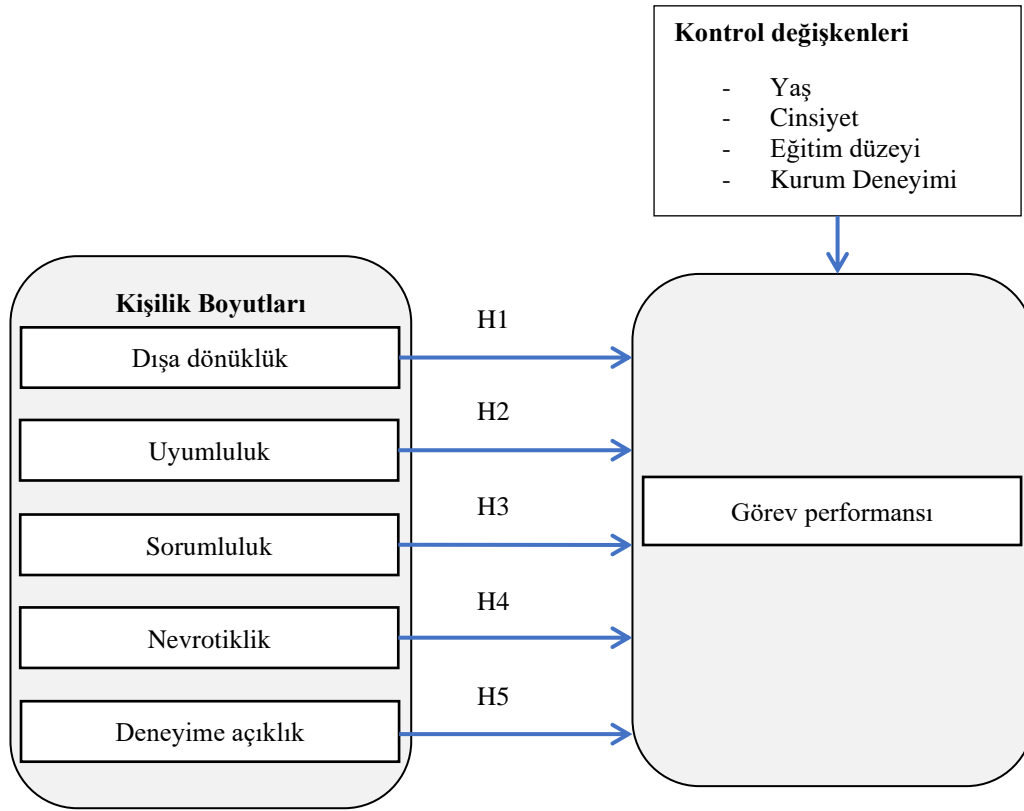 Kontrol değişkenleri
- Yaş
- Cinsiyet
- Eğitim düzeyi
- Kurum Deneyimi
Kişilik Boyutları
Dışa dönüklük
H1
Uyumluluk
H2
Sorumluluk
H3
Görev performansı
Nevrotiklik
H4
Deneyime açıklık
H5